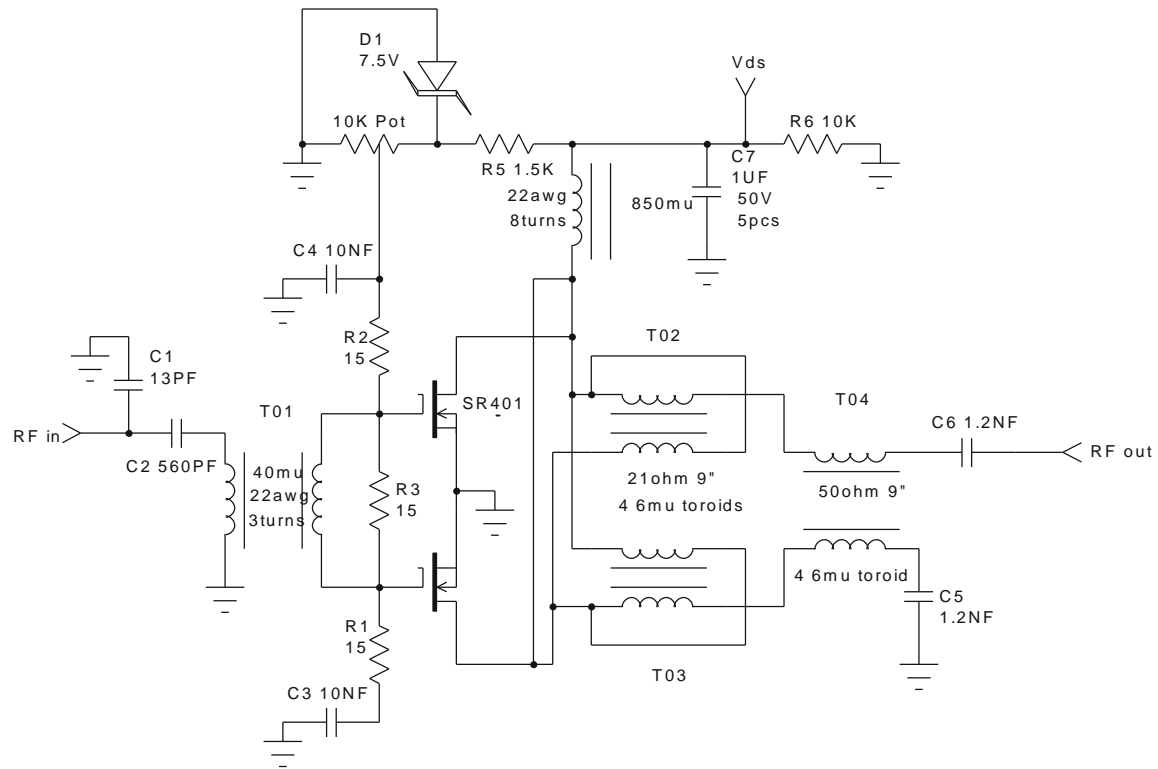 D1
7.5V
Vds
10K Pot
R6 10K
R5 1.5K
C7
1UF
50V
5pcs
22awg
8turns
850mu
C4 10NF
R2
15
C1
13PF
T02
T01
SR401
T04
RF in
C2 560PF
C6 1.2NF
RF out
40mu
22awg
3turns
R3
15
21ohm 9"
4 6mu toroids
50ohm 9"
4 6mu toroid
C5
1.2NF
R1
15
T03
C3 10NF